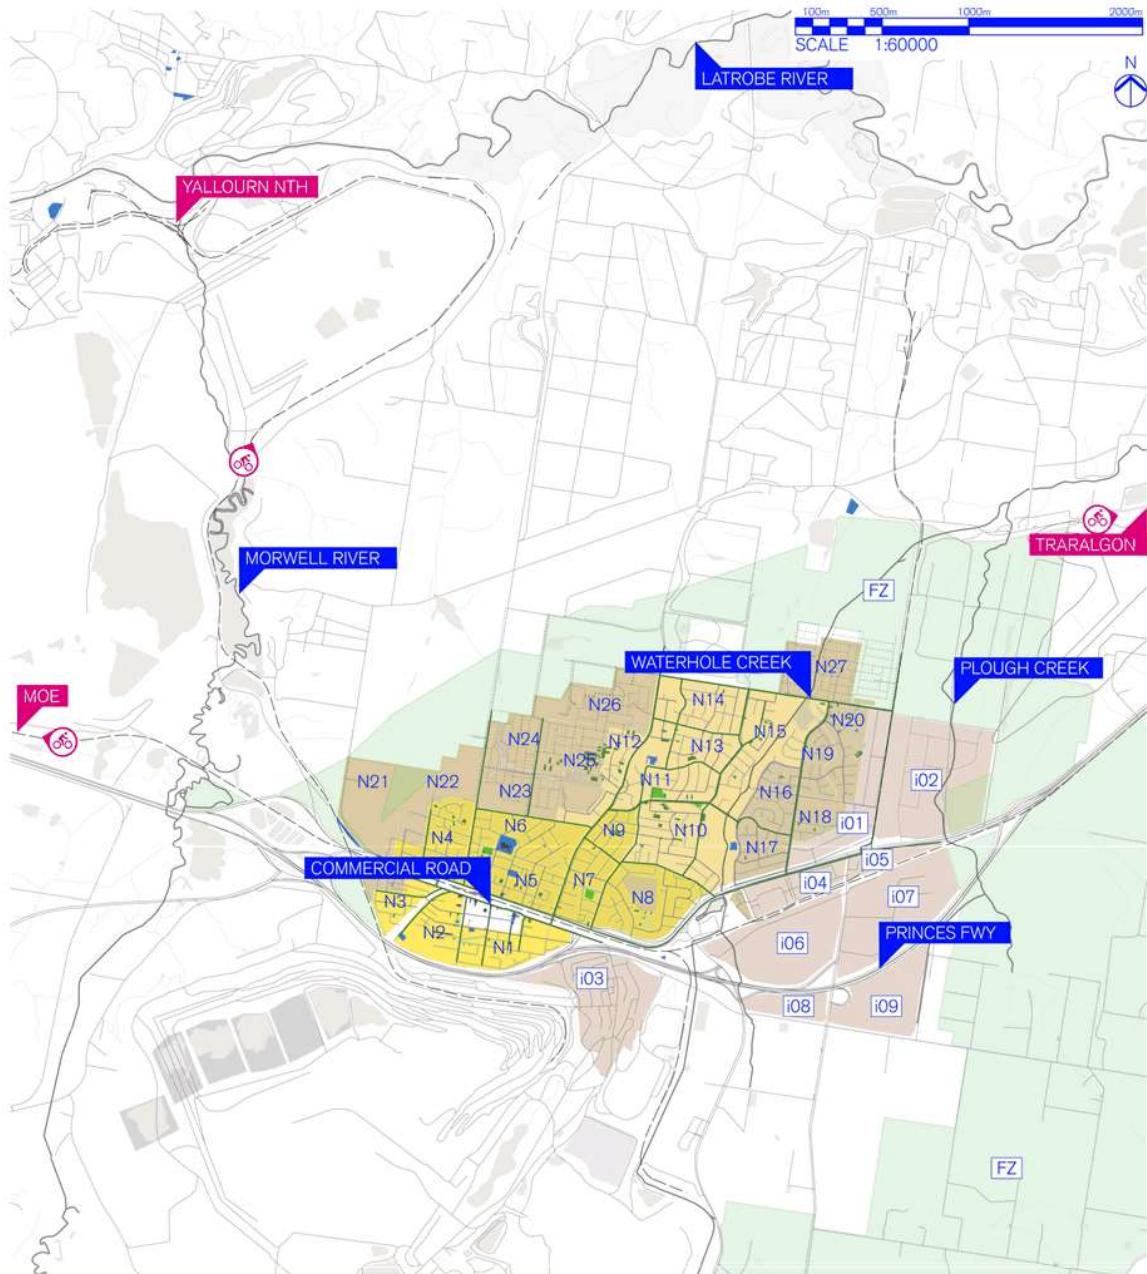 100m 500m 1000m 2000m
SCALE 1:60000
N
LATROBE RIVER
YALLOURN NTH
MORWELL RIVER
TRARALGON
FZ
WATERHOLE CREEK
PLOUGH CREEK
MOE
N27
N14
N26
N20
N15
N24
N12
N13
N19
N25
N21
N22
N11
i02
N23
N16
N18
i01
N6
N9
N10
N4
N17
i05
COMMERCIAL ROAD
N5
N7
N8
i04
i07
N3
N2
N1
i06
PRINCES FWY
i03
i08
i09
FZ